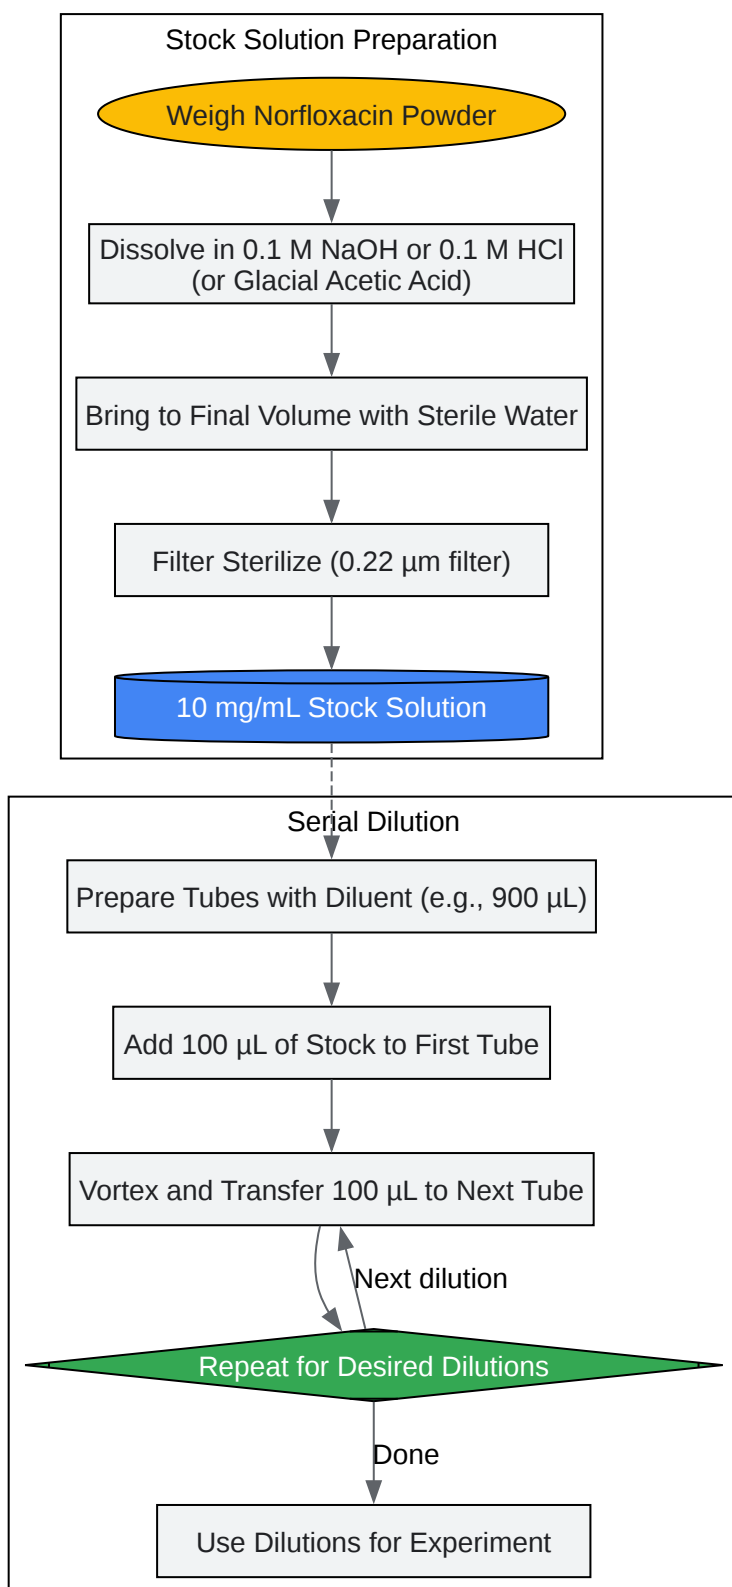 Stock Solution Preparation
Weigh Norfloxacin Powder
Dissolve in 0.1 M NaOH or 0.1 M HCl
(or Glacial Acetic Acid)
Bring to Final Volume with Sterile Water
Filter Sterilize (0.22 µm filter)
10 mg/mL Stock Solution
Serial Dilution
Prepare Tubes with Diluent (e.g., 900 µL)
Add 100 µL of Stock to First Tube
Vortex and Transfer 100 µL to Next Tube
Next dilution
Repeat for Desired Dilutions
Done
Use Dilutions for Experiment